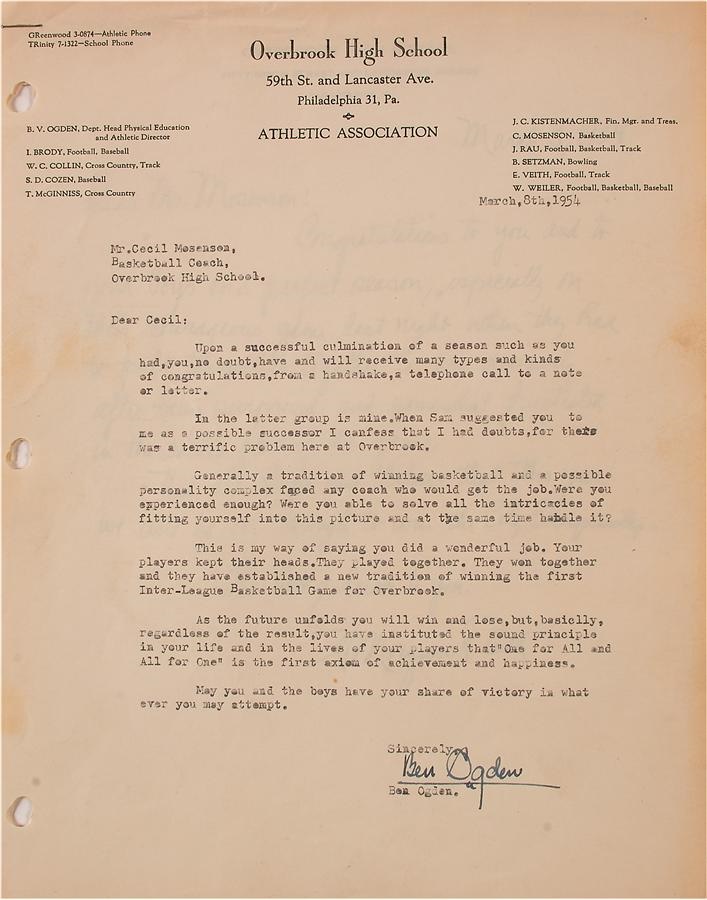 GReenwood 3-0874—Athletic Phone
TRinity 7-1322—School Phone
Overbrook High School
59th St. and Lancaster Ave.
Philadelphia 31, Pa.
ATHLETIC ASSOCIATION
B. V. OGDEN, Dept. Head Physical Education
and Athletic Director
I. BRODY, Football, Baseball
W. C. COLLIN, Cross Country, Track
S. D. COZEN, Baseball
T. McGINNISS, Cross Country
J. C. KISTENMACHER, Fin. Mgr. and Treas.
C. MOSENSON, Basketball
J. RAU, Football, Basketball, Track
B. SETZMAN, Bowling
E. VEITH, Football, Track
W. WEILER, Football, Basketball, Baseball
March,8th,1954
Mr.Cecil Mosenson,
Basketball Coach,
Overbrook High School.
Dear Cecil:
Upon a successful culmination of a season such as you
had,you,no doubt,have and will receive many types and kinds
of congratulations,from a handshake,a telephone call to a note
or letter.
In the latter group is mine.When Sam suggested you to
me as a possible successor I confess that I had doubts,for there
was a terrific problem here at Overbrook.
Generally a tradition of winning basketball and a possible
personality complex faced any coach who would get the job.Were you
experienced enough? Were you able to solve all the intricacies of
fitting yourself into this picture and at the same time handle it?
This is my way of saying you did a wonderful job. Your
players kept their heads.They played together. They won together
and they have established a new tradition of winning the first
Inter-League Basketball Game for Overbrook.
As the future unfolds you will win and lose,but,basiclly,
regardless of the result,you have instituted the sound principle
in your life and in the lives of your players that"One for All and
All for One" is the first axiom of achievement and happiness.
May you and the boys have your share of victory in what
ever you may attempt.
Sincerely,
Ben Ogden
Ben Ogden.